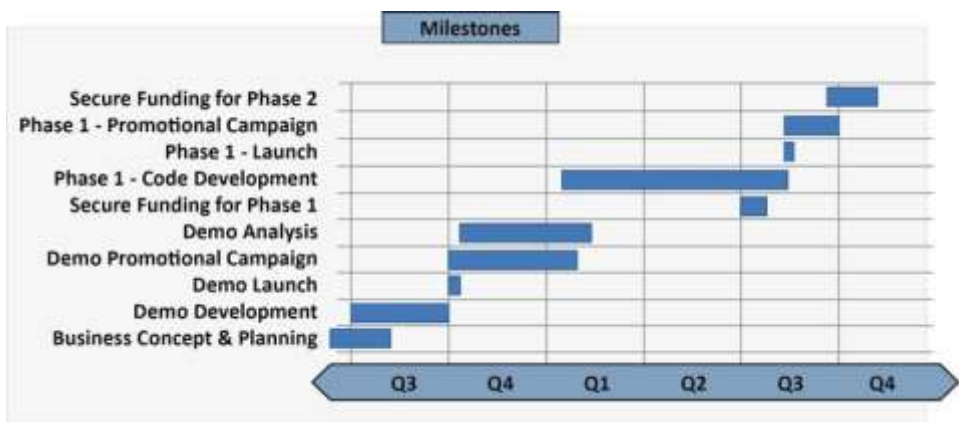 Milestones
Secure Funding for Phase 2
Phase 1 - Promotional Campaign
Phase 1 - Launch
Phase 1 - Code Development
Secure Funding for Phase 1
Demo Analysis
Demo Promotional Campaign
Demo Launch
Demo Development
Business Concept & Planning
Q3 Q4 Q1 Q2 Q3 Q4